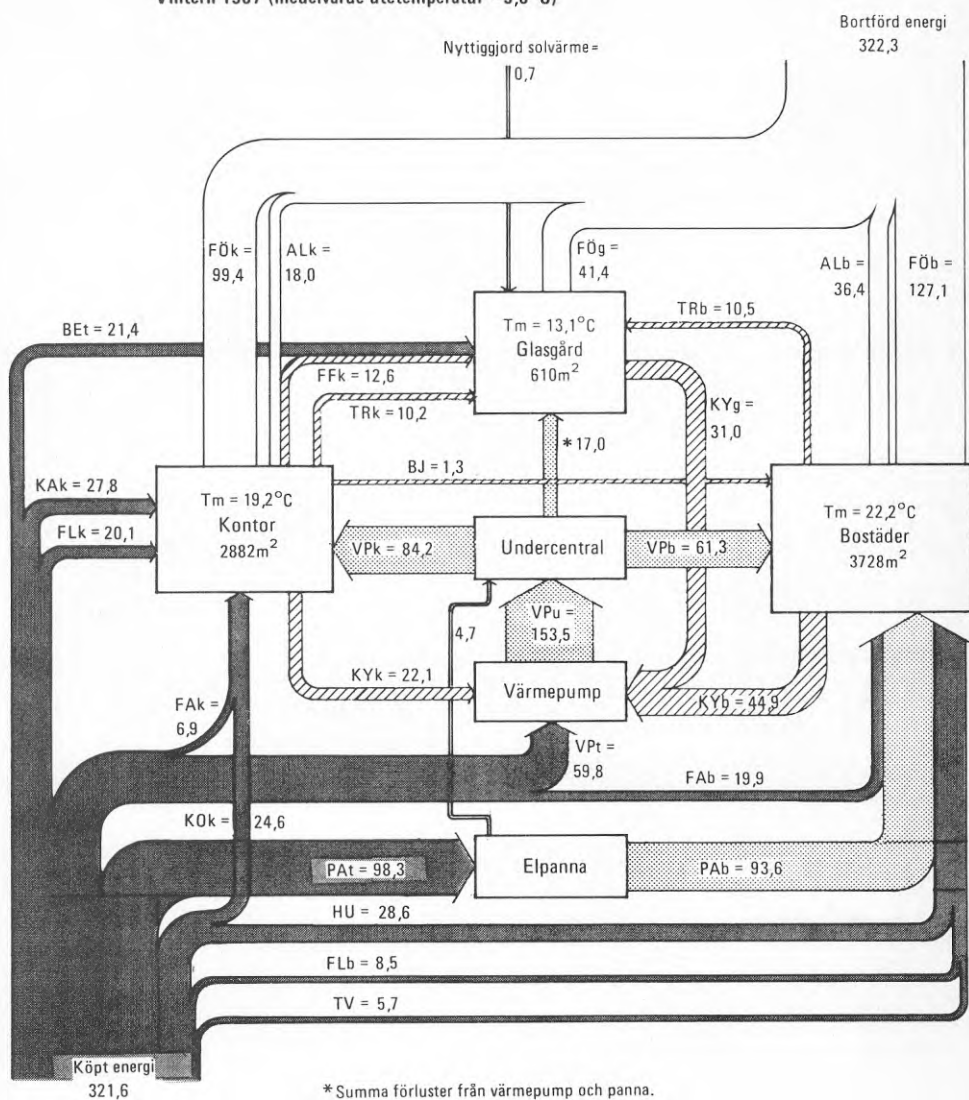 Bortförd energi
322,3
Nyttiggjord solvärme =
0,7
FÖk =
99,4
ALk =
18,0
FÖg =
41,4
ALb =
36,4
FÖb =
127,1
BEt = 21,4
Tm = 13,1°C
Glasgård
610m²
TRb = 10,5
FFk = 12,6
TRk = 10,2
KYg =
31,0
*17,0
BJ = 1,3
KAk = 27,8
FLk = 20,1
Tm = 19,2°C
Kontor
2882m²
VPk = 84,2
Undercentral
VPb = 61,3
Tm = 22,2°C
Bostäder
3728m²
4,7
VPu =
153,5
KYk = 22,1
Värmepump
KYb = 44,9
FAk =
6,9
VPt =
59,8
FAb = 19,9
KOk = 24,6
PAt = 98,3
Elpanna
PAb = 93,6
HU = 28,6
FLb = 8,5
TV = 5,7
Köpt energi
321,6
* Summa förluster från värmepump och panna.